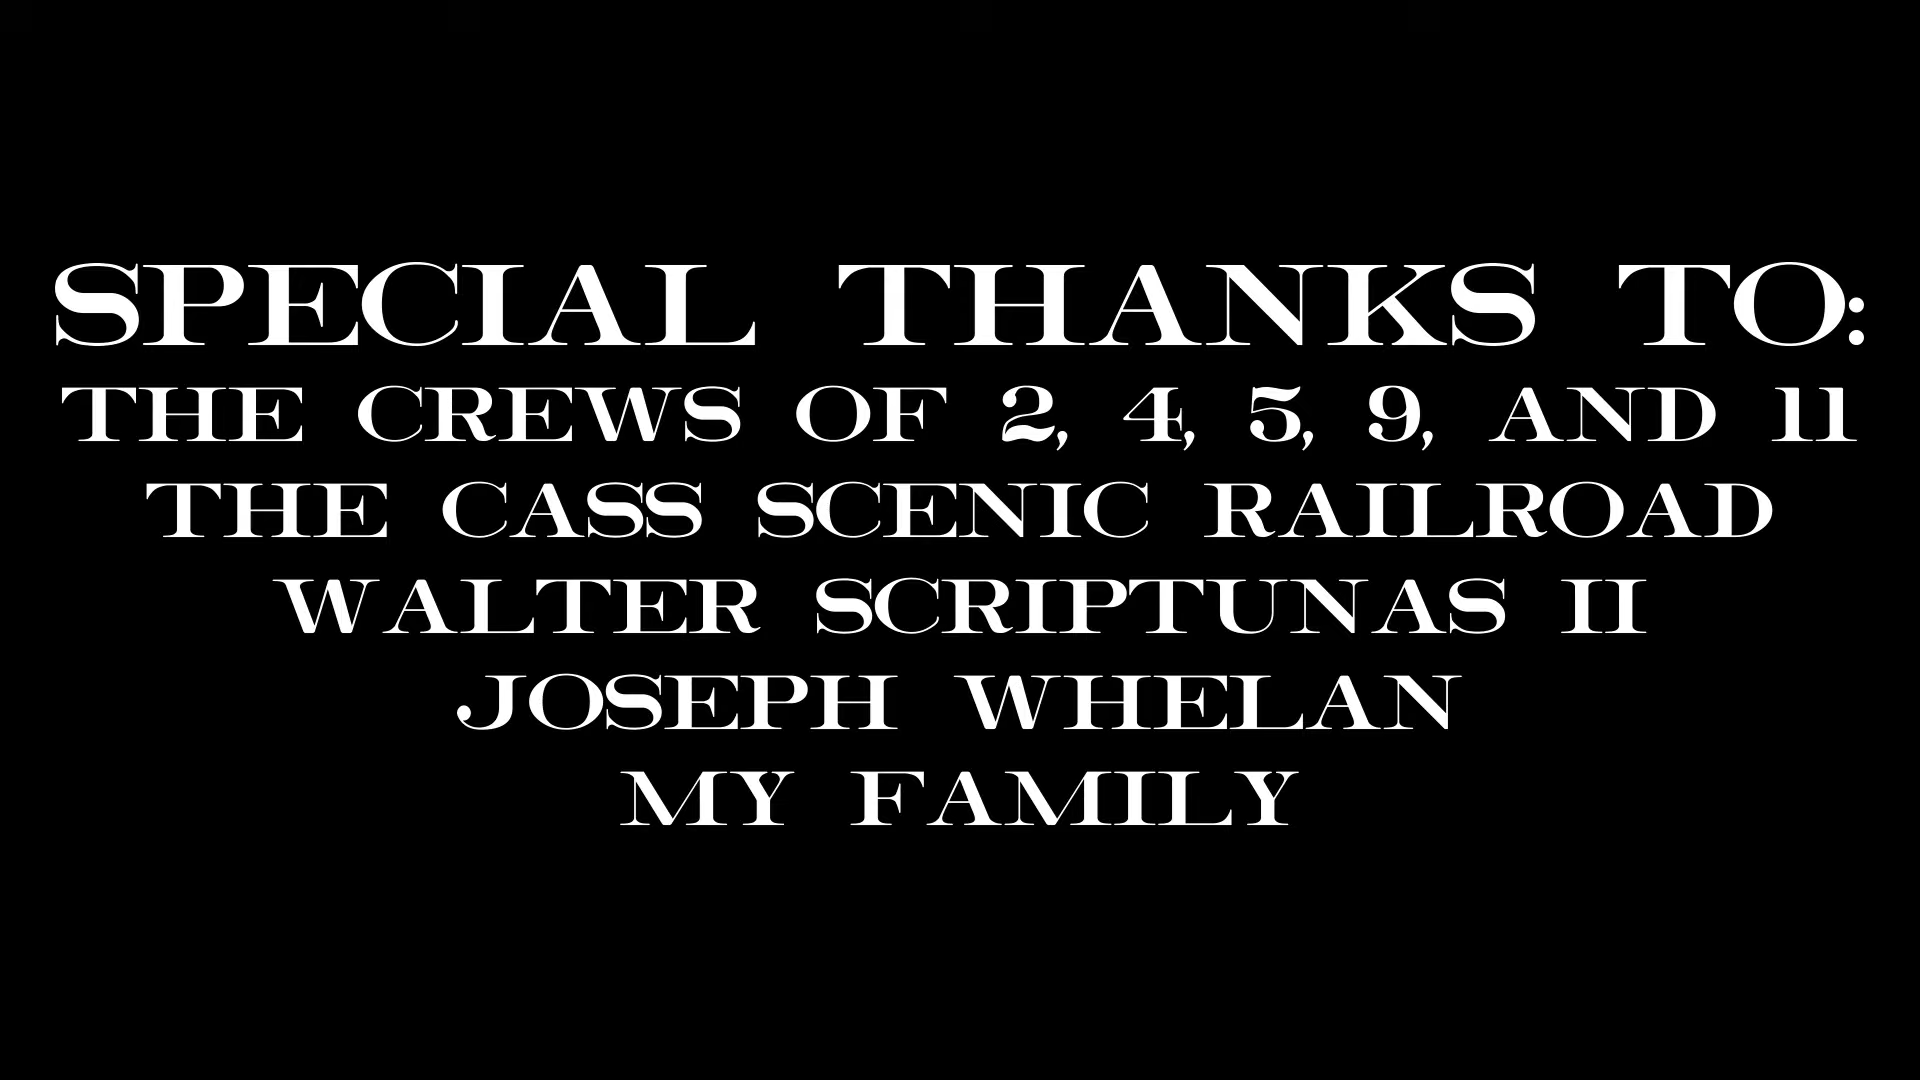 SPECIAL THANKS TO:
THE CREWS OF 2, 4, 5, 9, AND 11
THE CASS SCENIC RAILROAD
WALTER SCRIPTUNAS II
JOSEPH WHELAN
MY FAMILY